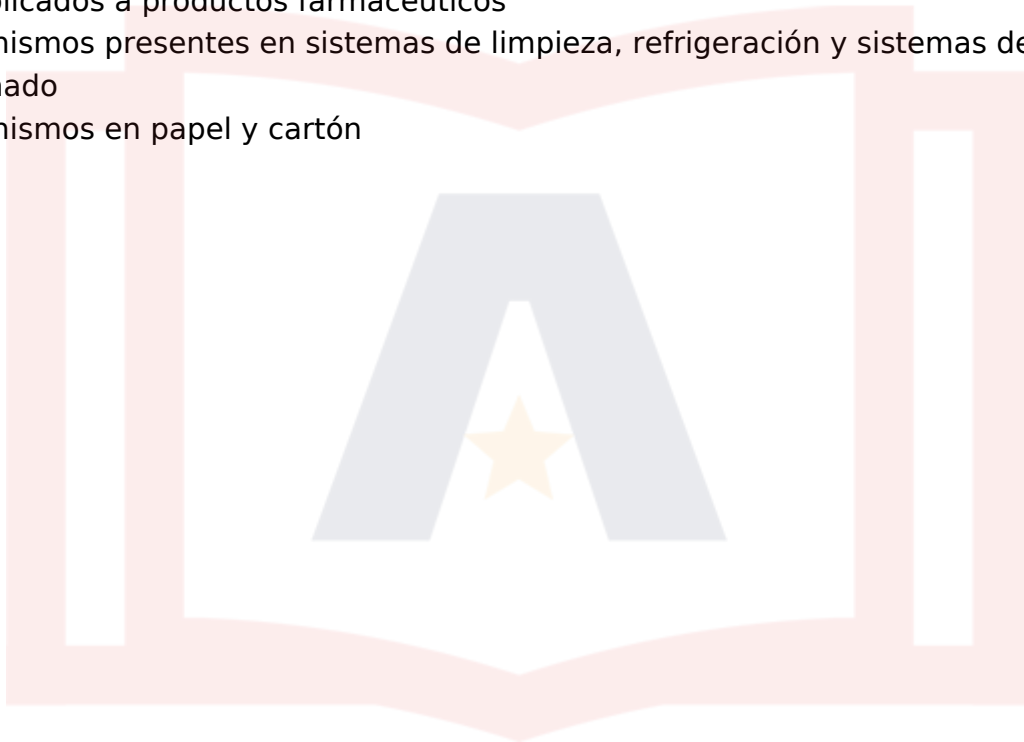 plicados a productos farmacéuticos
nismos presentes en sistemas de limpieza, refrigeración y sistemas de
nado
nismos en papel y cartón